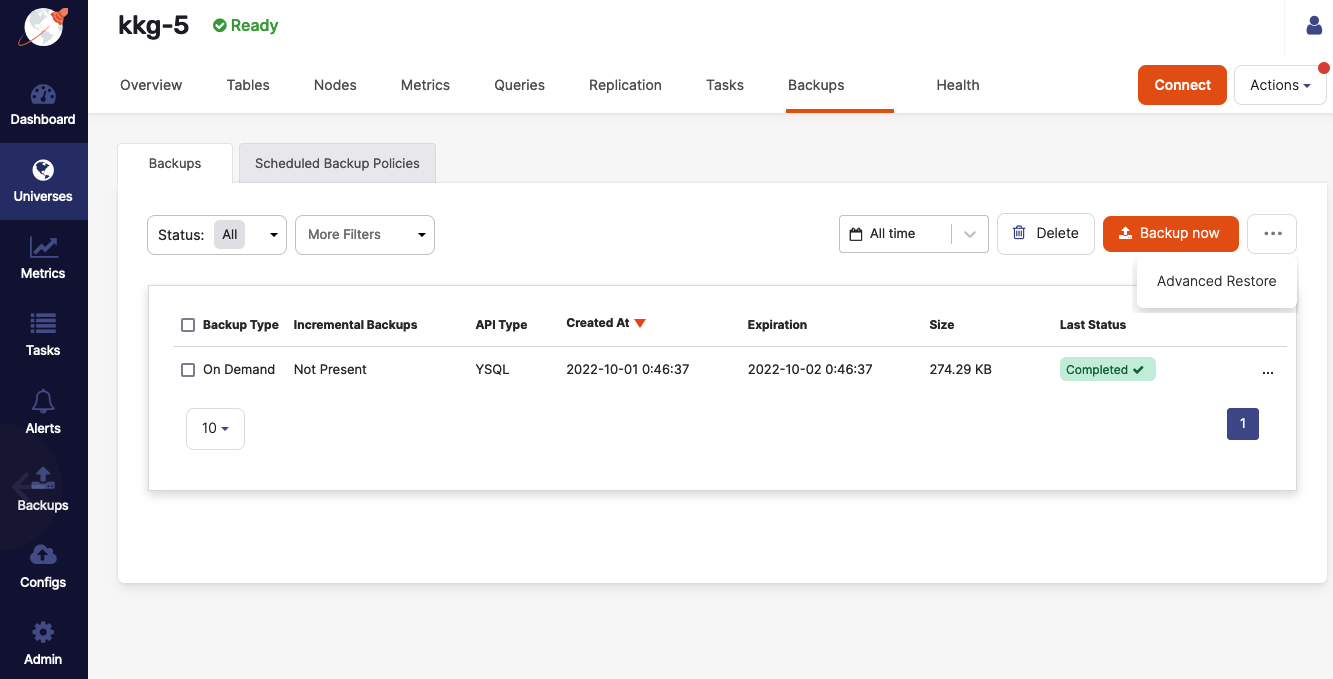 kkg-5
Ready
Overview Tables Nodes Metrics Queries Replication Tasks Backups Health
Connect
Actions
Dashboard
Universes
Metrics
Tasks
Alerts
Backups
Configs
Admin
Backups
Scheduled Backup Policies
Status: All
More Filters
All time
Delete
Backup now
...
Advanced Restore
Backup Type Incremental Backups API Type Created At Expiration Size Last Status
On Demand Not Present YSQL 2022-10-01 0:46:37 2022-10-02 0:46:37 274.29 KB Completed ...
10
1